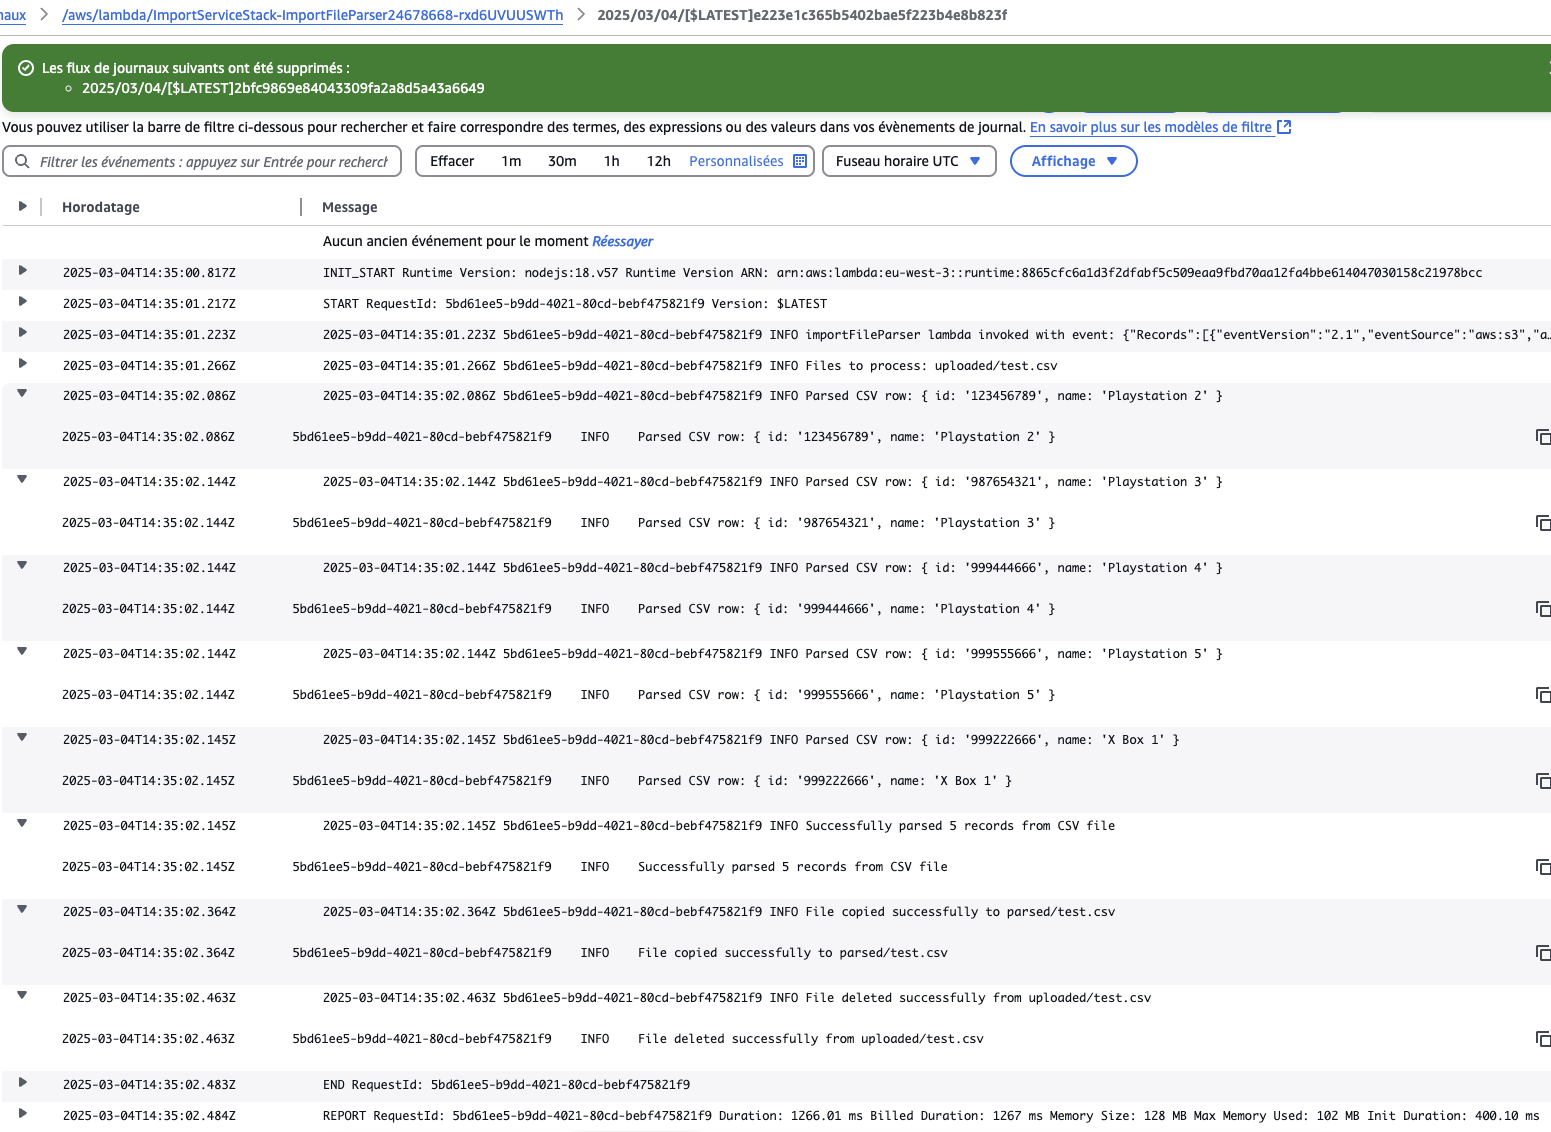 naux > /aws/lambda/ImportServiceStack-ImportFileParser24678668-rxd6UVUUSWTh > 2025/03/04/[$LATEST]e223e1c365b5402bae5f223b4e8b823f
Les flux de journaux suivants ont été supprimés :
2025/03/04/[$LATEST]2bfc9869e84043309fa2a8d5a43a6649
Vous pouvez utiliser la barre de filtre ci-dessous pour rechercher et faire correspondre des termes, des expressions ou des valeurs dans vos évènements de journal. En savoir plus sur les modèles de filtre
Filtrer les événements : appuyez sur Entrée pour recherch Effacer 1m 30m 1h 12h Personnalisées Fuseau horaire UTC Affichage
Horodatage Message
Aucun ancien événement pour le moment Réessayer
2025-03-04T14:35:00.817Z INIT_START Runtime Version: nodejs:18.v57 Runtime Version ARN: arn:aws:lambda:eu-west-3::runtime:8865cfc6a1d3f2dfabf5c509eaa9fbd70aa12fa4bbe614047030158c21978bcc
2025-03-04T14:35:01.217Z START RequestId: 5bd61ee5-b9dd-4021-80cd-bebf475821f9 Version: $LATEST
2025-03-04T14:35:01.223Z 2025-03-04T14:35:01.223Z 5bd61ee5-b9dd-4021-80cd-bebf475821f9 INFO importFileParser lambda invoked with event: {"Records":[{"eventVersion":"2.1","eventSource":"aws:s3","a…
2025-03-04T14:35:01.266Z 2025-03-04T14:35:01.266Z 5bd61ee5-b9dd-4021-80cd-bebf475821f9 INFO Files to process: uploaded/test.csv
2025-03-04T14:35:02.086Z 2025-03-04T14:35:02.086Z 5bd61ee5-b9dd-4021-80cd-bebf475821f9 INFO Parsed CSV row: { id: '123456789', name: 'Playstation 2' }
2025-03-04T14:35:02.086Z 5bd61ee5-b9dd-4021-80cd-bebf475821f9 INFO Parsed CSV row: { id: '123456789', name: 'Playstation 2' }
2025-03-04T14:35:02.144Z 2025-03-04T14:35:02.144Z 5bd61ee5-b9dd-4021-80cd-bebf475821f9 INFO Parsed CSV row: { id: '987654321', name: 'Playstation 3' }
2025-03-04T14:35:02.144Z 5bd61ee5-b9dd-4021-80cd-bebf475821f9 INFO Parsed CSV row: { id: '987654321', name: 'Playstation 3' }
2025-03-04T14:35:02.144Z 2025-03-04T14:35:02.144Z 5bd61ee5-b9dd-4021-80cd-bebf475821f9 INFO Parsed CSV row: { id: '999444666', name: 'Playstation 4' }
2025-03-04T14:35:02.144Z 5bd61ee5-b9dd-4021-80cd-bebf475821f9 INFO Parsed CSV row: { id: '999444666', name: 'Playstation 4' }
2025-03-04T14:35:02.144Z 2025-03-04T14:35:02.144Z 5bd61ee5-b9dd-4021-80cd-bebf475821f9 INFO Parsed CSV row: { id: '999555666', name: 'Playstation 5' }
2025-03-04T14:35:02.144Z 5bd61ee5-b9dd-4021-80cd-bebf475821f9 INFO Parsed CSV row: { id: '999555666', name: 'Playstation 5' }
2025-03-04T14:35:02.145Z 2025-03-04T14:35:02.145Z 5bd61ee5-b9dd-4021-80cd-bebf475821f9 INFO Parsed CSV row: { id: '999222666', name: 'X Box 1' }
2025-03-04T14:35:02.145Z 5bd61ee5-b9dd-4021-80cd-bebf475821f9 INFO Parsed CSV row: { id: '999222666', name: 'X Box 1' }
2025-03-04T14:35:02.145Z 2025-03-04T14:35:02.145Z 5bd61ee5-b9dd-4021-80cd-bebf475821f9 INFO Successfully parsed 5 records from CSV file
2025-03-04T14:35:02.145Z 5bd61ee5-b9dd-4021-80cd-bebf475821f9 INFO Successfully parsed 5 records from CSV file
2025-03-04T14:35:02.364Z 2025-03-04T14:35:02.364Z 5bd61ee5-b9dd-4021-80cd-bebf475821f9 INFO File copied successfully to parsed/test.csv
2025-03-04T14:35:02.364Z 5bd61ee5-b9dd-4021-80cd-bebf475821f9 INFO File copied successfully to parsed/test.csv
2025-03-04T14:35:02.463Z 2025-03-04T14:35:02.463Z 5bd61ee5-b9dd-4021-80cd-bebf475821f9 INFO File deleted successfully from uploaded/test.csv
2025-03-04T14:35:02.463Z 5bd61ee5-b9dd-4021-80cd-bebf475821f9 INFO File deleted successfully from uploaded/test.csv
2025-03-04T14:35:02.483Z END RequestId: 5bd61ee5-b9dd-4021-80cd-bebf475821f9
2025-03-04T14:35:02.484Z REPORT RequestId: 5bd61ee5-b9dd-4021-80cd-bebf475821f9 Duration: 1266.01 ms Billed Duration: 1267 ms Memory Size: 128 MB Max Memory Used: 102 MB Init Duration: 400.10 ms